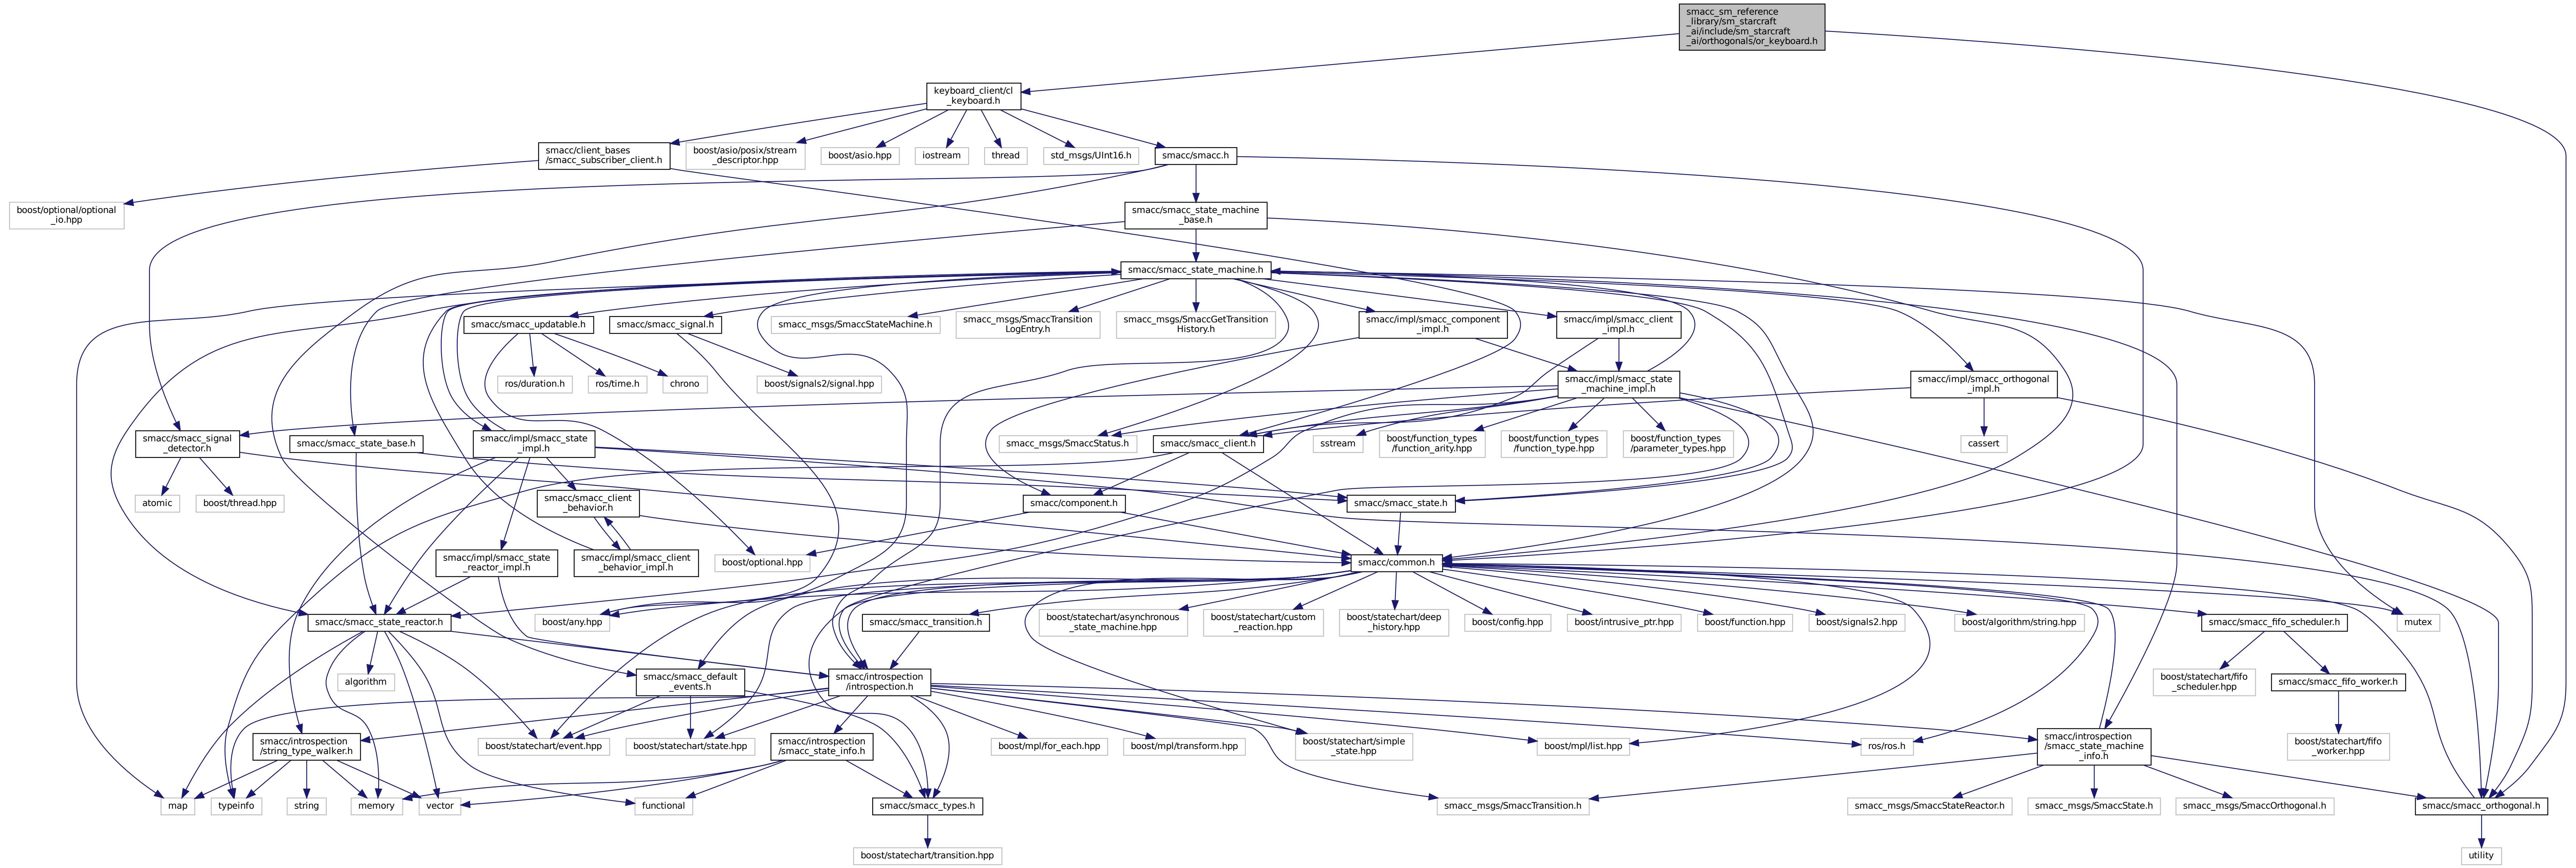 smacc_sm_reference
_library/sm_starcraft
_ai/include/sm_starcraft
_ai/orthogonals/or_keyboard.h
keyboard_client/cl
_keyboard.h
smacc/client_bases
/smacc_subscriber_client.h
boost/asio/posix/stream
_descriptor.hpp
boost/asio.hpp
iostream
thread
std_msgs/UInt16.h
smacc/smacc.h
boost/optional/optional
_io.hpp
smacc/smacc_state_machine
_base.h
smacc/smacc_state_machine.h
smacc/smacc_updatable.h
smacc/smacc_signal.h
smacc_msgs/SmaccStateMachine.h
smacc_msgs/SmaccTransition
LogEntry.h
smacc_msgs/SmaccGetTransition
History.h
smacc/impl/smacc_component
_impl.h
smacc/impl/smacc_client
_impl.h
ros/duration.h
ros/time.h
chrono
boost/signals2/signal.hpp
smacc/impl/smacc_state
_machine_impl.h
smacc/impl/smacc_orthogonal
_impl.h
smacc/smacc_signal
_detector.h
smacc/smacc_state_base.h
smacc/impl/smacc_state
_impl.h
smacc_msgs/SmaccStatus.h
smacc/smacc_client.h
sstream
boost/function_types
/function_arity.hpp
boost/function_types
/function_type.hpp
boost/function_types
/parameter_types.hpp
cassert
atomic
boost/thread.hpp
smacc/smacc_client
_behavior.h
smacc/component.h
smacc/smacc_state.h
smacc/impl/smacc_state
_reactor_impl.h
smacc/impl/smacc_client
_behavior_impl.h
boost/optional.hpp
smacc/common.h
smacc/smacc_state_reactor.h
boost/any.hpp
smacc/smacc_transition.h
boost/statechart/asynchronous
_state_machine.hpp
boost/statechart/custom
_reaction.hpp
boost/statechart/deep
_history.hpp
boost/config.hpp
boost/intrusive_ptr.hpp
boost/function.hpp
boost/signals2.hpp
boost/algorithm/string.hpp
smacc/smacc_fifo_scheduler.h
mutex
algorithm
smacc/smacc_default
_events.h
smacc/introspection
/introspection.h
boost/statechart/fifo
_scheduler.hpp
smacc/smacc_fifo_worker.h
smacc/introspection
/string_type_walker.h
boost/statechart/event.hpp
boost/statechart/state.hpp
smacc/introspection
/smacc_state_info.h
boost/mpl/for_each.hpp
boost/mpl/transform.hpp
boost/statechart/simple
_state.hpp
boost/mpl/list.hpp
ros/ros.h
smacc/introspection
/smacc_state_machine
_info.h
boost/statechart/fifo
_worker.hpp
map
typeinfo
string
memory
vector
functional
smacc/smacc_types.h
smacc_msgs/SmaccTransition.h
smacc_msgs/SmaccStateReactor.h
smacc_msgs/SmaccState.h
smacc_msgs/SmaccOrthogonal.h
smacc/smacc_orthogonal.h
boost/statechart/transition.hpp
utility